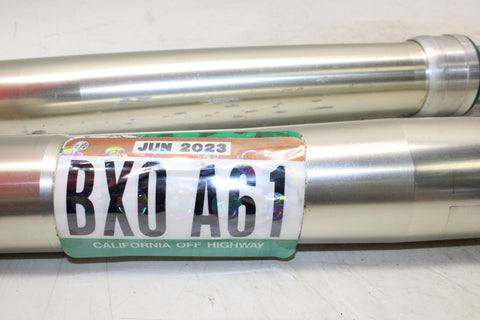 JUN 2023
BX0 A61
CALIFORNIA OFF HIGHWAY